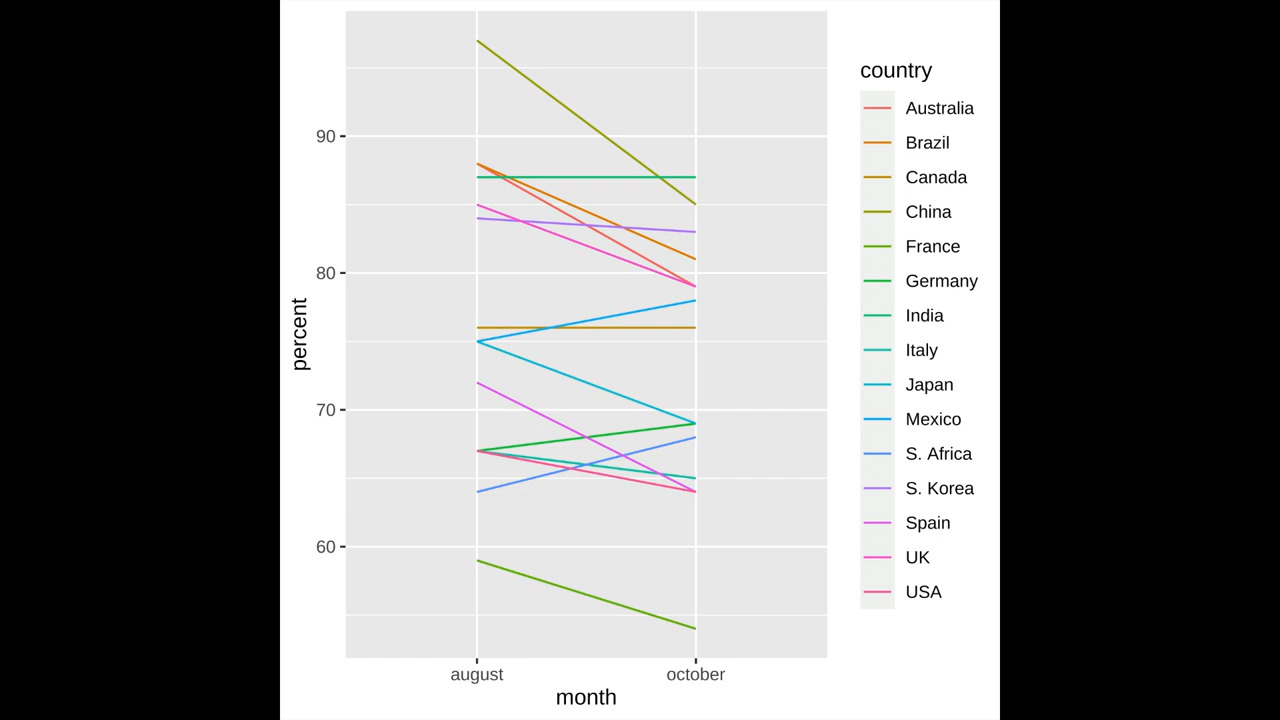 country
Australia
Brazil
Canada
China
France
Germany
India
Italy
Japan
Mexico
S. Africa
S. Korea
Spain
UK
USA
percent
90
80
70
60
august
october
month